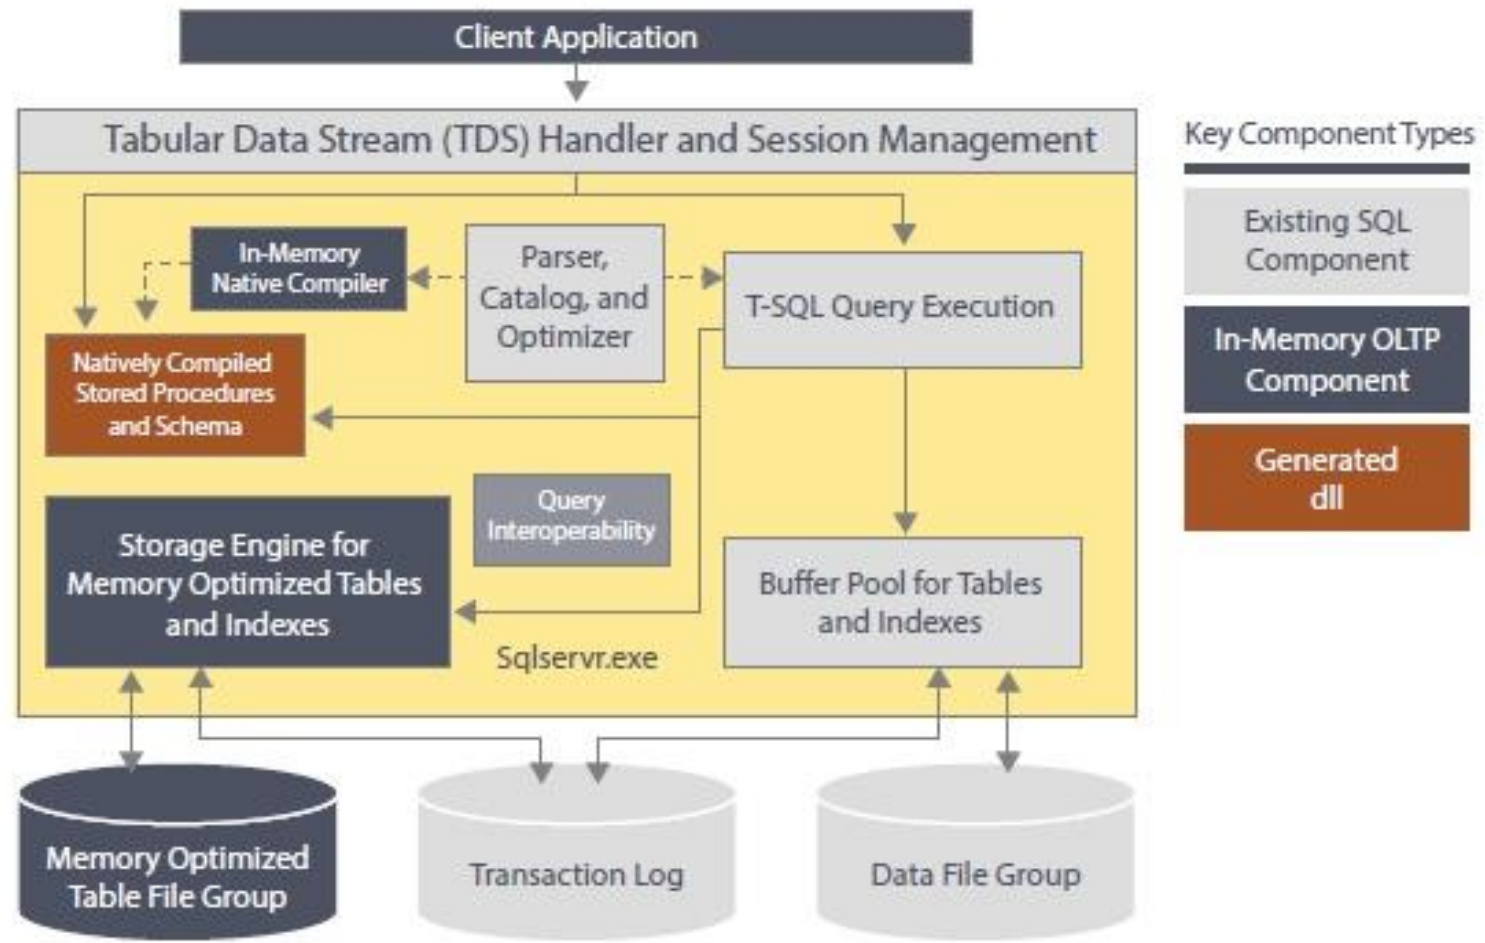 Client Application
Tabular Data Stream (TDS) Handler and Session Management
Key Component Types
Existing SQL
Component
In-Memory OLTP
Component
Generated
dll
In-Memory
Native Compiler
Parser,
Catalog, and
Optimizer
T-SQL Query Execution
Natively Compiled
Stored Procedures
and Schema
Query
Interoperability
Storage Engine for
Memory Optimized Tables
and Indexes
Buffer Pool for Tables
and Indexes
Sqlservr.exe
Memory Optimized
Table File Group
Transaction Log
Data File Group